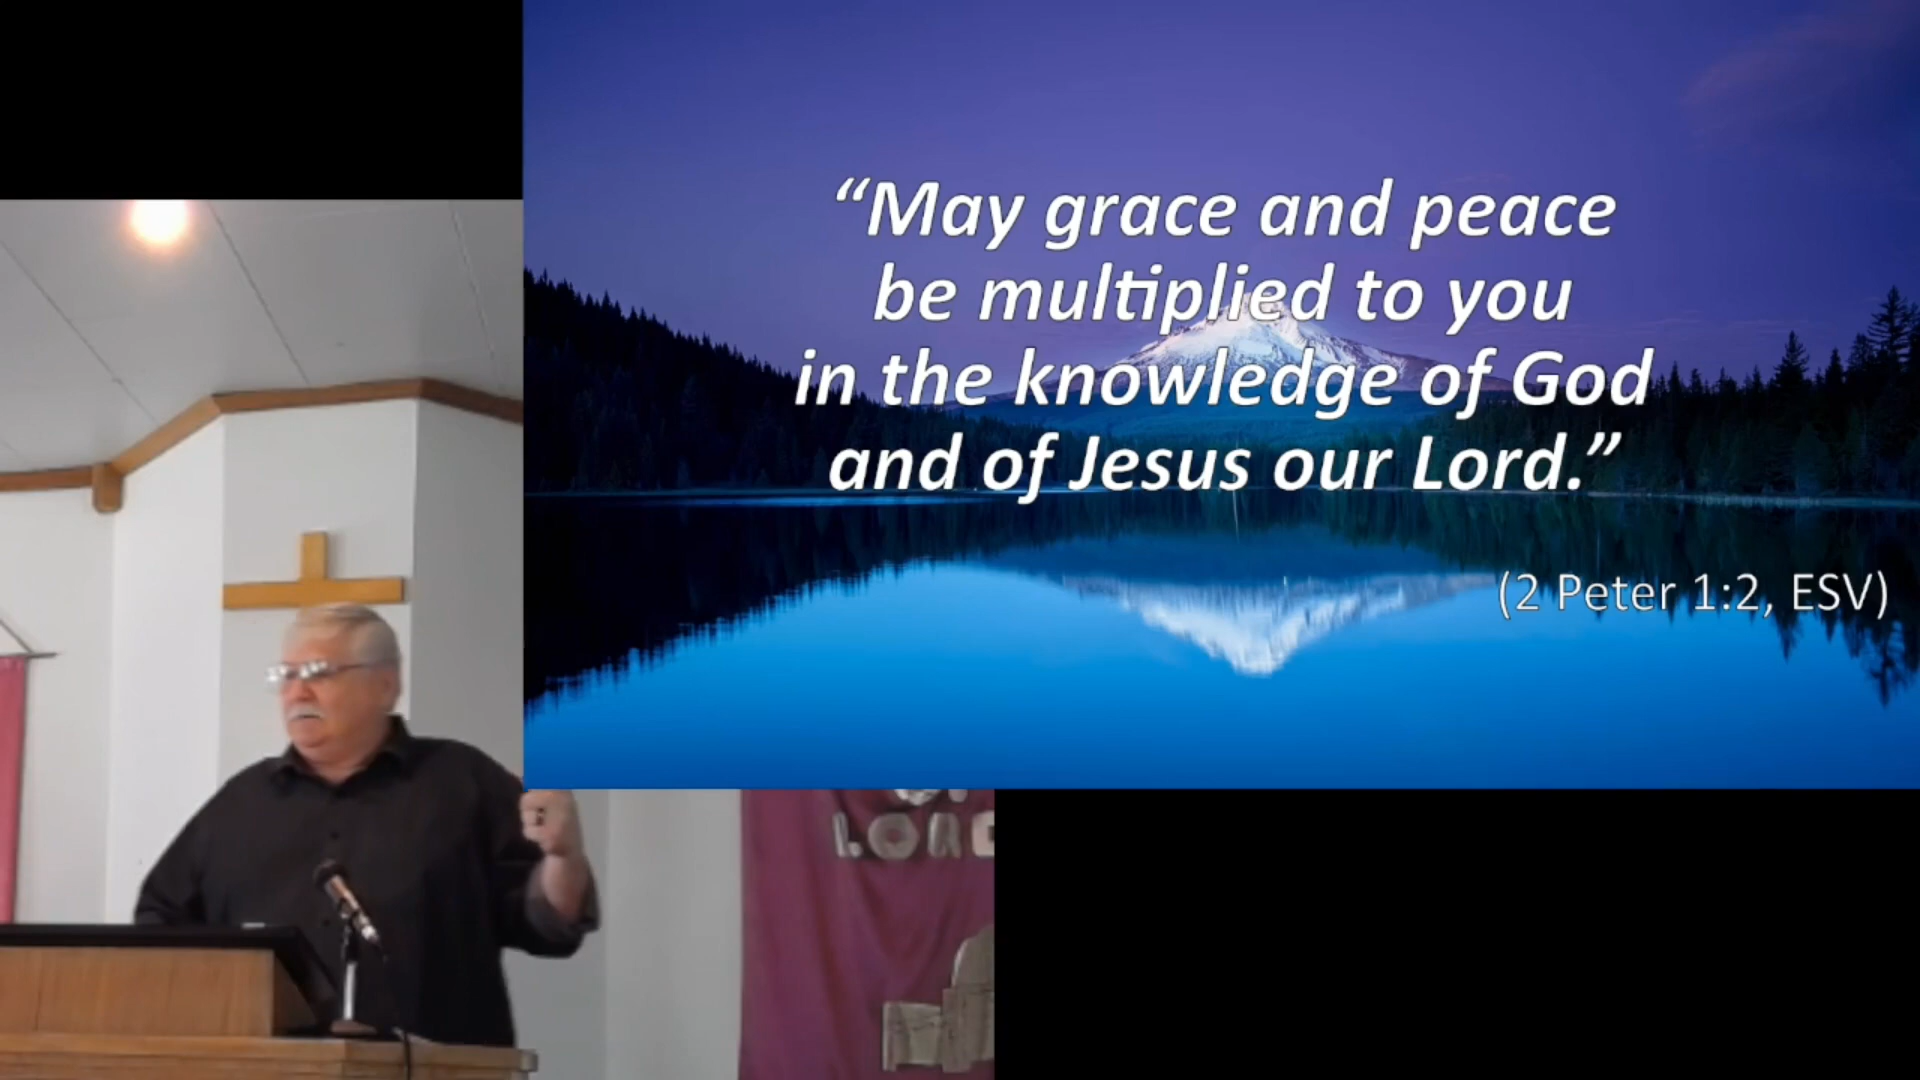 “May grace and peace
be multiplied to you
in the knowledge of God
and of Jesus our Lord.”
(2 Peter 1:2, ESV)
LORD